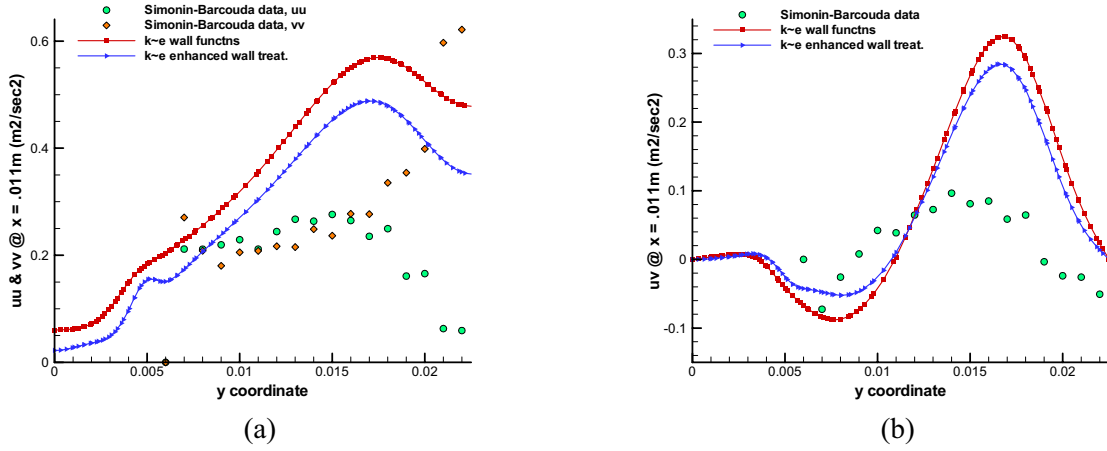 Simonin-Barcouda data, uu
Simonin-Barcouda data, vv
k~e wall functns
k~e enhanced wall treat.
uu & vv @ x = .011m (m2/sec2)
0.6
0.4
0.2
0
0 0.005 0.01 0.015 0.02
y coordinate
(a)
Simonin-Barcouda data
k~e wall functns
k~e enhanced wall treat.
uv @ x = .011m (m2/sec2)
0.3
0.2
0.1
0
-0.1
0 0.005 0.01 0.015 0.02
y coordinate
(b)